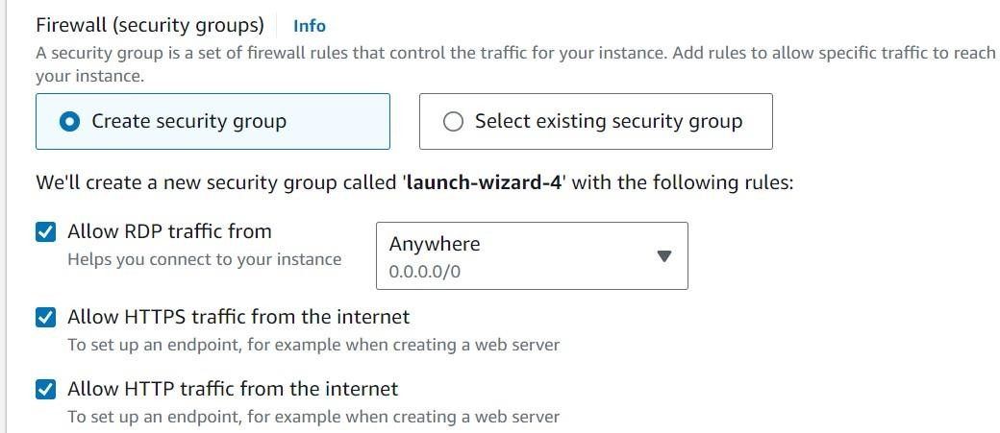 Firewall (security groups) Info
A security group is a set of firewall rules that control the traffic for your instance. Add rules to allow specific traffic to reach
your instance.
Create security group
Select existing security group
We'll create a new security group called 'launch-wizard-4' with the following rules:
Allow RDP traffic from
Helps you connect to your instance
Anywhere
0.0.0.0/0
Allow HTTPS traffic from the internet
To set up an endpoint, for example when creating a web server
Allow HTTP traffic from the internet
To set up an endpoint, for example when creating a web server